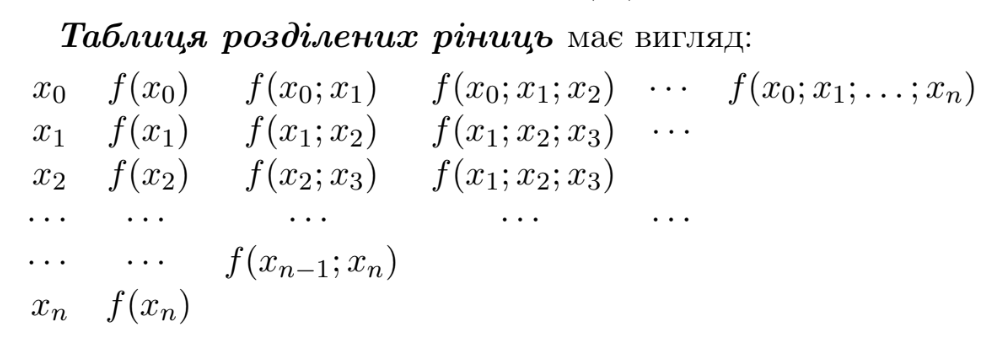 Таблиця розділених ріниць має вигляд:
x₀ f(x₀) f(x₀; x₁) f(x₀; x₁; x₂) ⋯ f(x₀; x₁; …; xₙ)
x₁ f(x₁) f(x₁; x₂) f(x₁; x₂; x₃) ⋯
x₂ f(x₂) f(x₂; x₃) f(x₁; x₂; x₃)
⋯ ⋯ ⋯ ⋯ ⋯
⋯ ⋯ f(xₙ₋₁; xₙ)
xₙ f(xₙ)